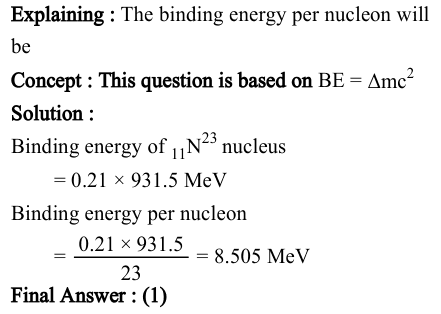 Explaining : The binding energy per nucleon will
be
Concept : This question is based on BE = Δmc²
Solution :
Binding energy of ₁₁N²³ nucleus
= 0.21 × 931.5 MeV
Binding energy per nucleon
= 0.21 × 931.5 / 23 = 8.505 MeV
Final Answer : (1)